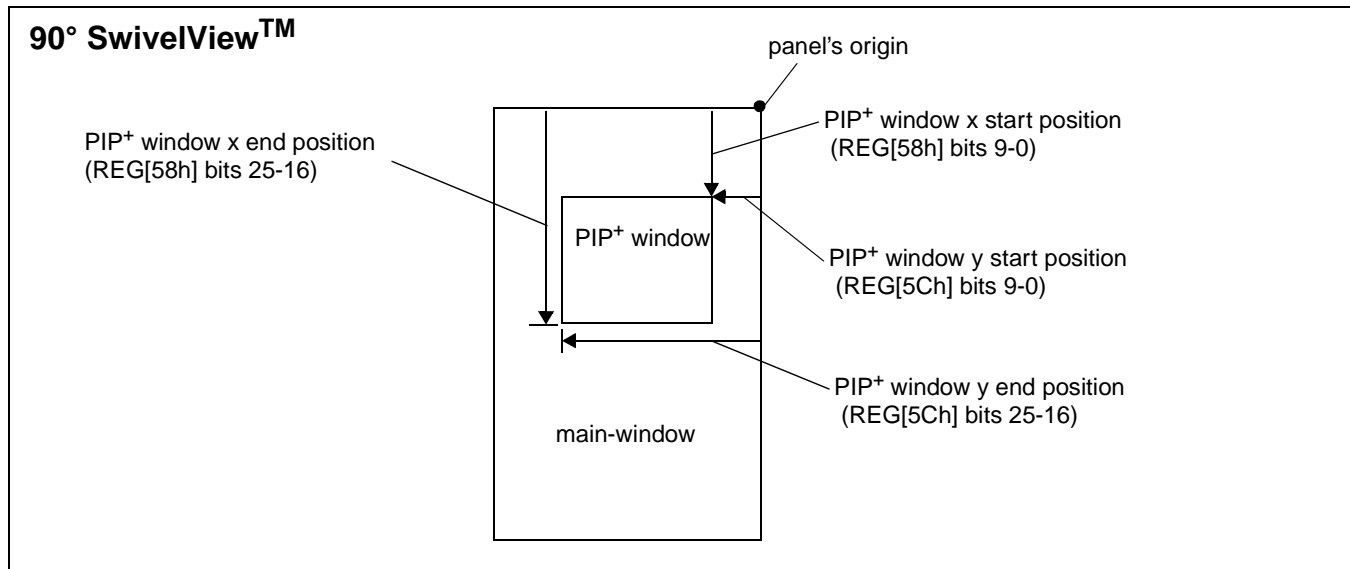 90° SwivelView™
panel's origin
PIP+ window x start position
(REG[58h] bits 9-0)
PIP+ window x end position
(REG[58h] bits 25-16)
PIP+ window
PIP+ window y start position
(REG[5Ch] bits 9-0)
PIP+ window y end position
(REG[5Ch] bits 25-16)
main-window